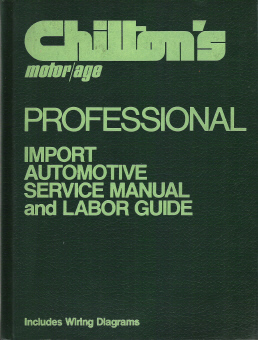 Chilton's
motor/age
PROFESSIONAL
IMPORT
AUTOMOTIVE
SERVICE MANUAL
and LABOR GUIDE
Includes Wiring Diagrams